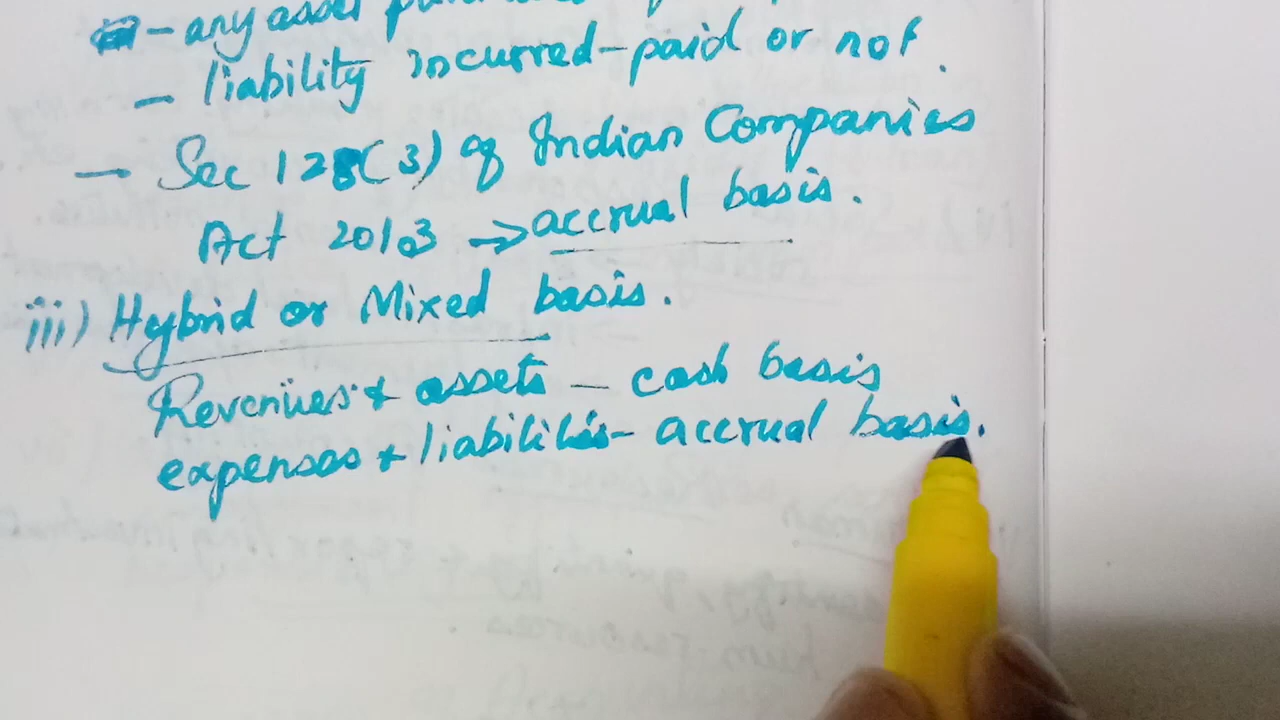 - any asset
- liability incurred-paid or not.
- Sec 128(3) of Indian Companies
Act 2013 → accrual basis.
iii) Hybrid or Mixed basis.
Revenues & assets - cash basis
expenses & liabilities - accrual basis.